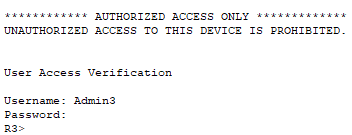 ************ AUTHORIZED ACCESS ONLY *************
UNAUTHORIZED ACCESS TO THIS DEVICE IS PROHIBITED.
User Access Verification
Username: Admin3
Password:
R3>